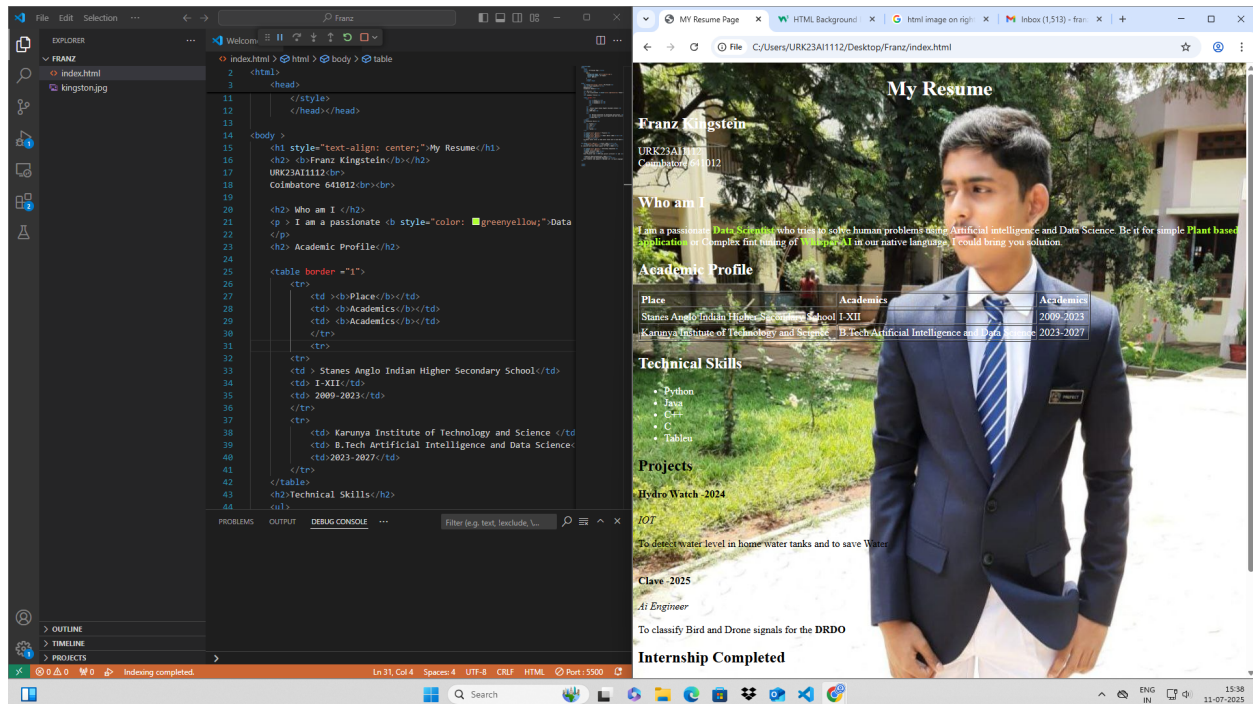 File Edit Selection ··· Franz
EXPLORER ···
FRANZ
index.html
kingston.jpg
OUTLINE
TIMELINE
PROJECTS
Welcom
index.html > html > body > table
2 <html>
3 <head>
11 </style>
12 </head></head>
13
14 <body >
15 <h1 style="text-align: center;">My Resume</h1>
16 <h2> <b>Franz Kingstein</b></h2>
17 URK23AI1112<br>
18 Coimbatore 641012<br><br>
19
20 <h2> Who am I </h2>
21 <p > I am a passionate <b style="color: greenyellow;">Data
22 </p>
23 <h2> Academic Profile</h2>
24
25 <table border ="1">
26 <tr>
27 <td ><b>Place</b></td>
28 <td> <b>Academics</b></td>
29 <td> <b>Academics</b></td>
30 </tr>
31 <tr>
32 <tr>
33 <td > Stanes Anglo Indian Higher Secondary School</td>
34 <td> I-XII</td>
35 <td> 2009-2023</td>
36 </tr>
37 <tr>
38 <td> Karunya Institute of Technology and Science </td
39 <td> B.Tech Artificial Intelligence and Data Science<
40 <td>2023-2027</td>
41 </tr>
42 </table>
43 <h2>Technical Skills</h2>
44 <ul>
PROBLEMS OUTPUT DEBUG CONSOLE ··· Filter (e.g. text, !exclude, \...
0 0 0 Indexing completed. Ln 31, Col 4 Spaces: 4 UTF-8 CRLF HTML Port : 5500
MY Resume Page HTML Background html image on righ Inbox (1,513) - fran
File C:/Users/URK23AI1112/Desktop/Franz/index.html
My Resume
Franz Kingstein
URK23AI1112
Coimbatore 641012
Who am I
I am a passionate Data Scientist who tries to solve human problems using Artificial intelligence and Data Science. Be it for simple Plant based
application or Complex fint tuning of Whisper AI in our native language, I could bring you solution.
Academic Profile
Place Academics Academics
Stanes Anglo Indian Higher Secondary School I-XII 2009-2023
Karunya Institute of Technology and Science B.Tech Artificial Intelligence and Data Science 2023-2027
Technical Skills
• Python
• Java
• C++
• C
• Tableu
Projects
Hydro Watch -2024
IOT
To detect water level in home water tanks and to save Water
Clave -2025
Ai Engineer
To classify Bird and Drone signals for the DRDO
Internship Completed
Search
ENG
IN
15:38
11-07-2025